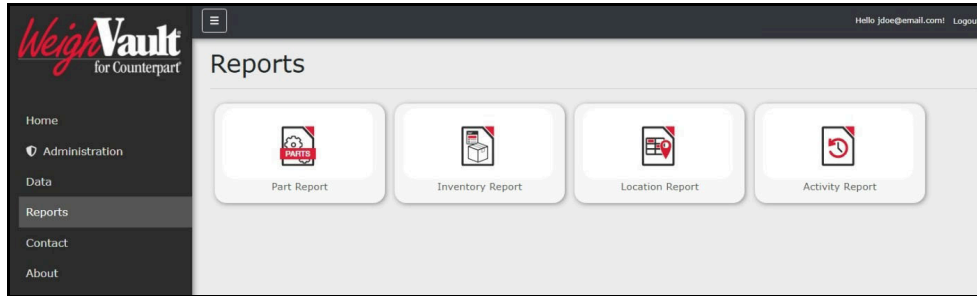 WeighVault
for Counterpart®
Hello jdoe@email.com! Logou
Reports
Home
Administration
Data
Reports
Contact
About
PARTS
Part Report
Inventory Report
Location Report
Activity Report